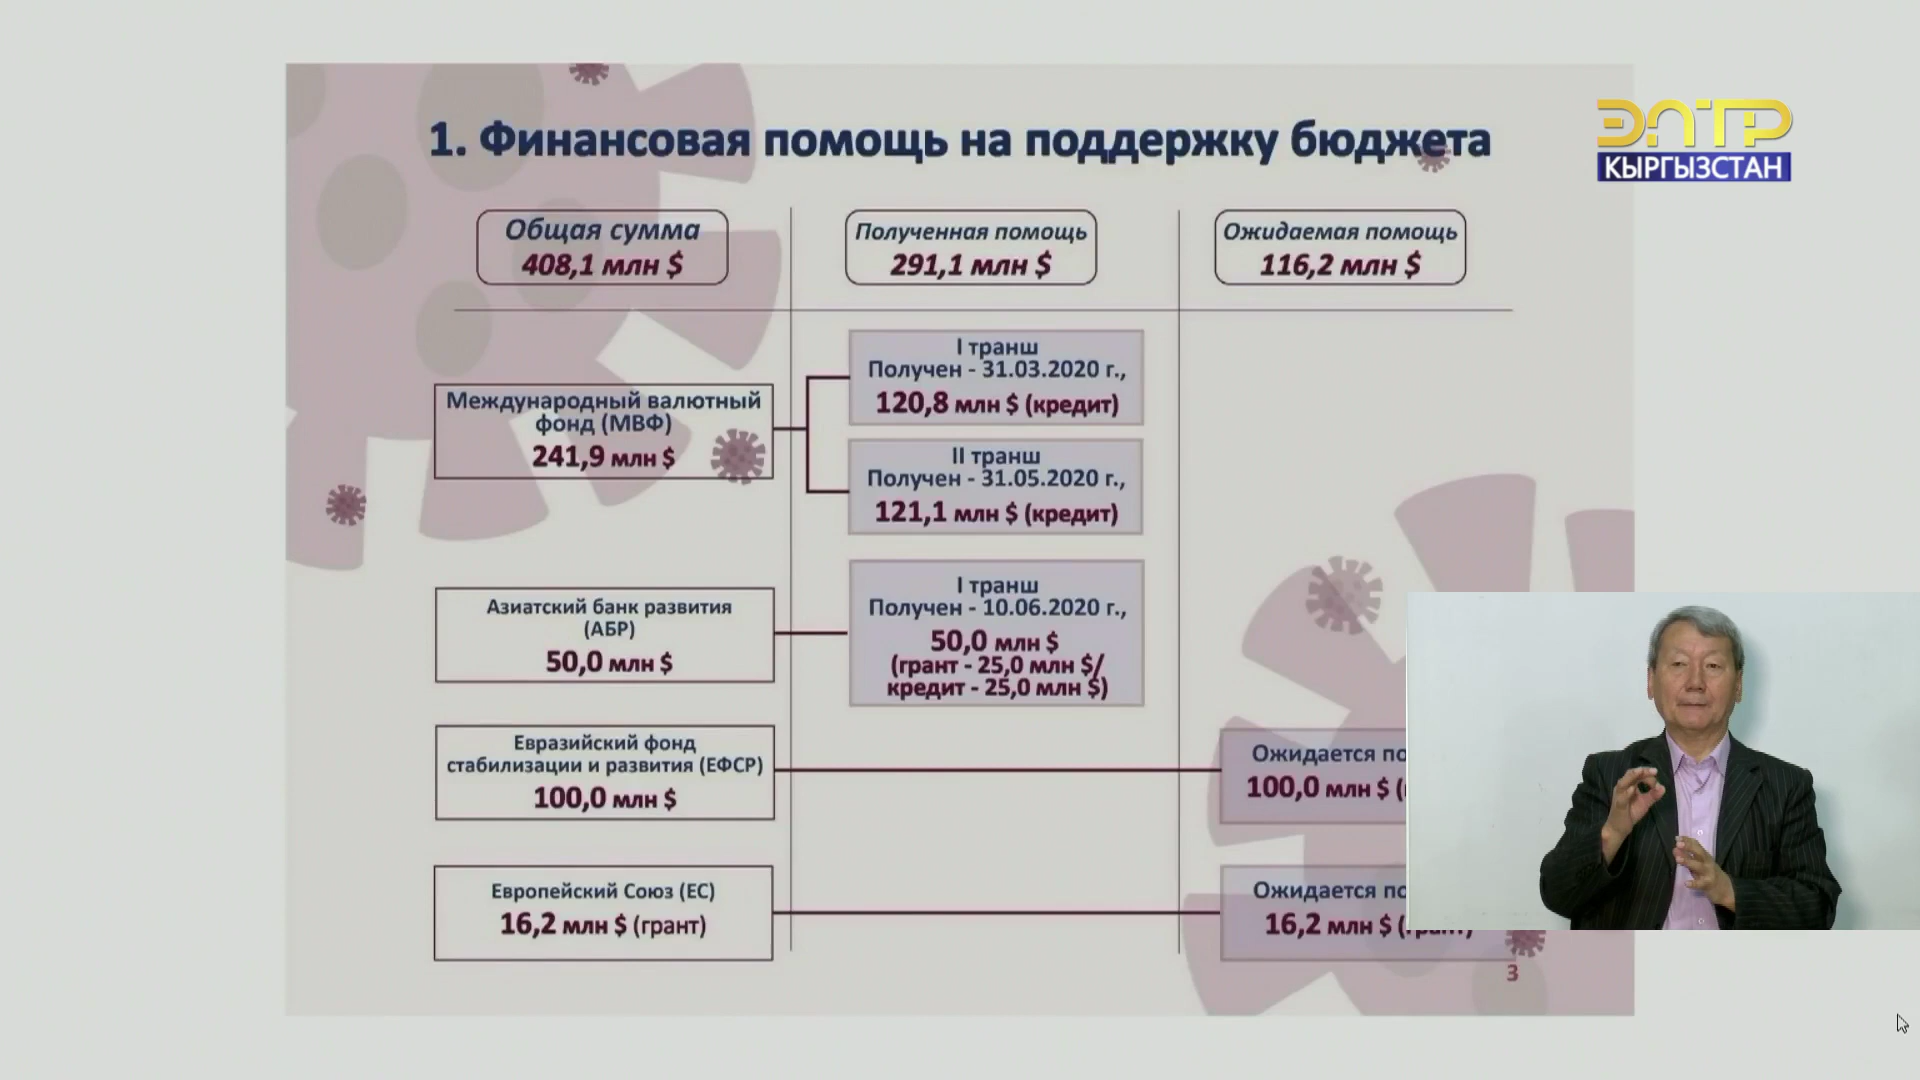 1. Финансовая помощь на поддержку бюджета
ЭЛТР
КЫРГЫЗСТАН
Общая сумма
408,1 млн $
Полученная помощь
291,1 млн $
Ожидаемая помощь
116,2 млн $
Международный валютный
фонд (МВФ)
241,9 млн $
I транш
Получен - 31.03.2020 г.,
120,8 млн $ (кредит)
II транш
Получен - 31.05.2020 г.,
121,1 млн $ (кредит)
Азиатский банк развития
(АБР)
50,0 млн $
I транш
Получен - 10.06.2020 г.,
50,0 млн $
(грант - 25,0 млн $/
кредит - 25,0 млн $)
Евразийский фонд
стабилизации и развития (ЕФСР)
100,0 млн $
Ожидается
100,0 млн $
Европейский Союз (ЕС)
16,2 млн $ (грант)
Ожидается
16,2 млн $
3